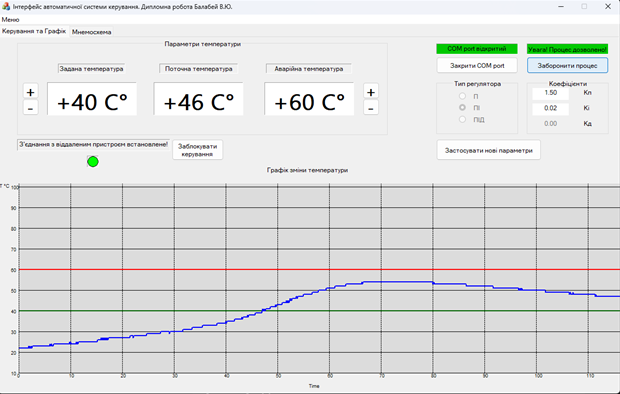 Інтерфейс автоматичної системи керування. Дипломна робота Балабей В.Ю.
Меню
Керування та Графік Мнемосхема
Параметри температури
Задана температура Поточна температура Аварійна температура
+ +40 C° +46 C° +60 C° +
- -
З'єднання з віддаленим пристроєм встановлене!
Заблокувати
керування
COM port відкритий Увага! Процес дозволено!
Закрити COM port Заборонити процес
Тип регулятора Коефіцієнти
П 1.50 Кп
ПІ 0.02 Кі
ПІД 0.00 Кд
Застосувати нові параметри
Графік зміни температури
T °C
100
90
80
70
60
50
40
30
20
10
0 10 20 30 40 50 60 70 80 90 100 110
Time